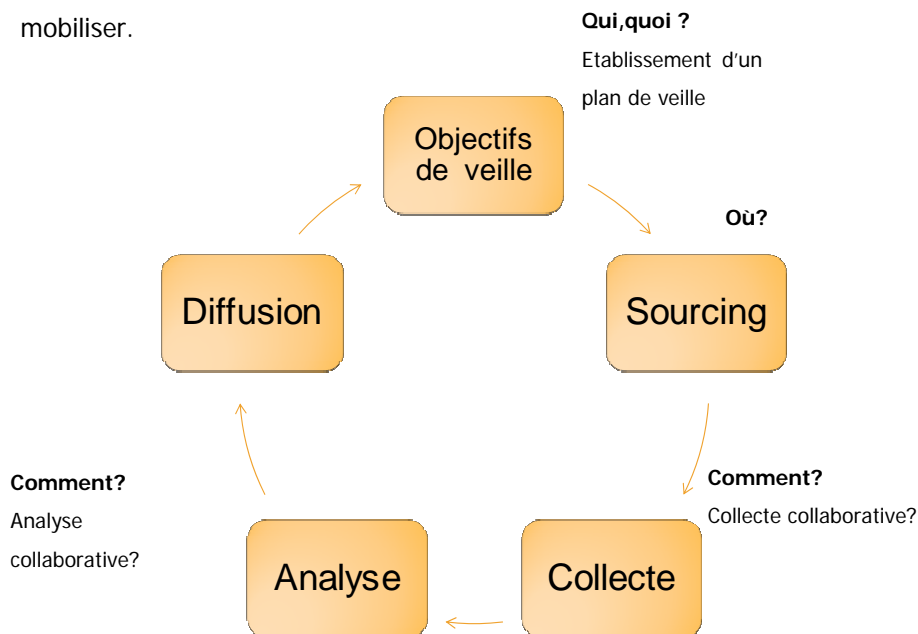 mobiliser.
Qui,quoi ?
Etablissement d'un
plan de veille
Objectifs
de veille
Où?
Diffusion
Sourcing
Comment?
Collecte collaborative?
Comment?
Analyse
collaborative?
Analyse
Collecte